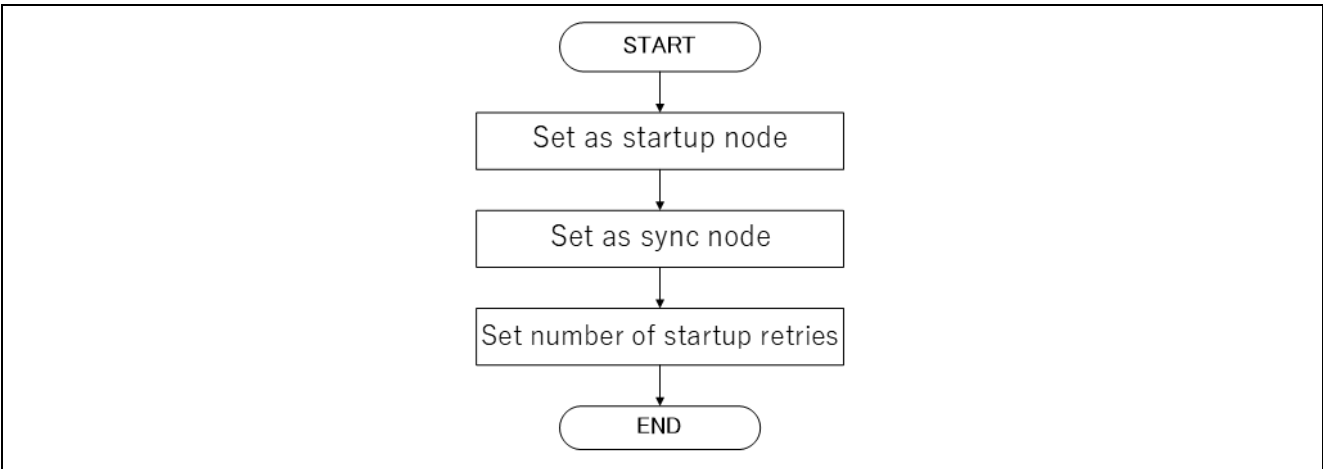 START
Set as startup node
Set as sync node
Set number of startup retries
END